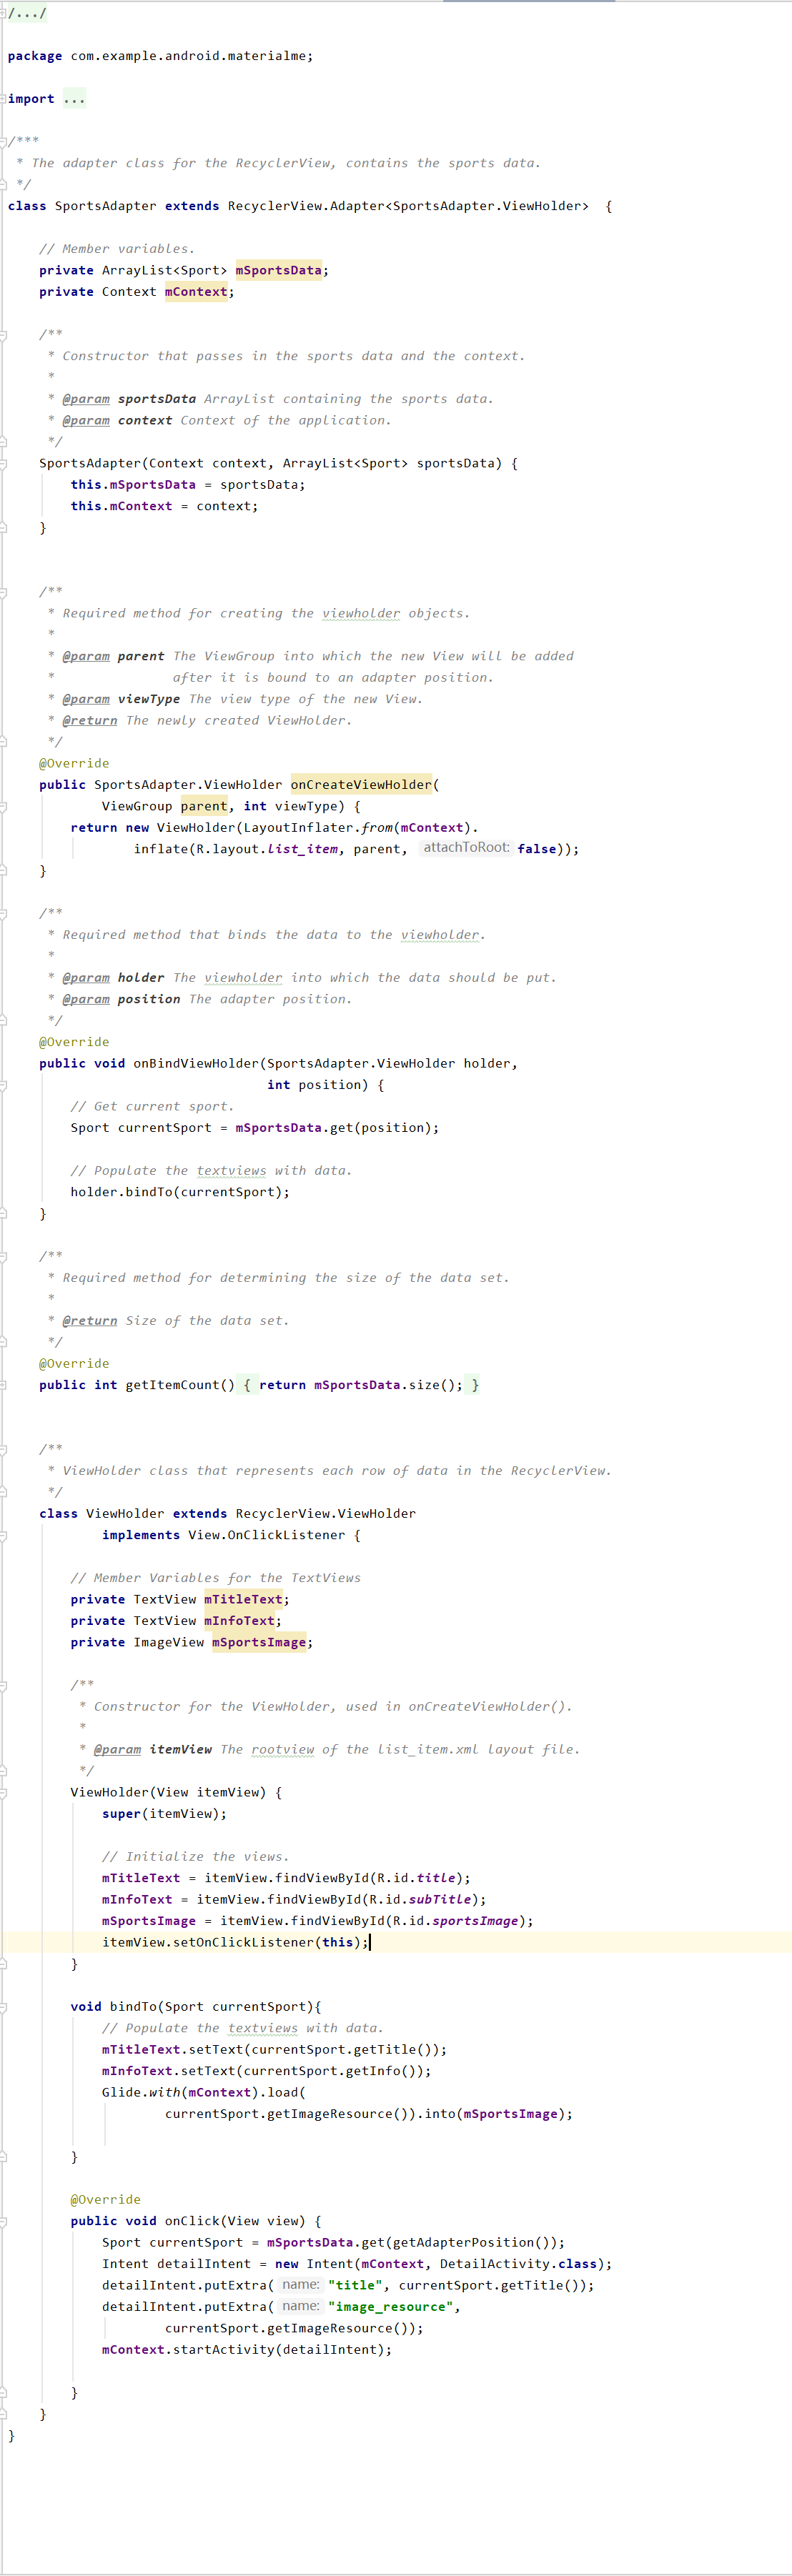 /.../
package com.example.android.materialme;
import ...
/***
 * The adapter class for the RecyclerView, contains the sports data.
 */
class SportsAdapter extends RecyclerView.Adapter<SportsAdapter.ViewHolder>  {
    // Member variables.
    private ArrayList<Sport> mSportsData;
    private Context mContext;
    /**
     * Constructor that passes in the sports data and the context.
     *
     * @param sportsData ArrayList containing the sports data.
     * @param context Context of the application.
     */
    SportsAdapter(Context context, ArrayList<Sport> sportsData) {
        this.mSportsData = sportsData;
        this.mContext = context;
    }
    /**
     * Required method for creating the viewholder objects.
     *
     * @param parent The ViewGroup into which the new View will be added
     *               after it is bound to an adapter position.
     * @param viewType The view type of the new View.
     * @return The newly created ViewHolder.
     */
    @Override
    public SportsAdapter.ViewHolder onCreateViewHolder(
            ViewGroup parent, int viewType) {
        return new ViewHolder(LayoutInflater.from(mContext).
                inflate(R.layout.list_item, parent, attachToRoot: false));
    }
    /**
     * Required method that binds the data to the viewholder.
     *
     * @param holder The viewholder into which the data should be put.
     * @param position The adapter position.
     */
    @Override
    public void onBindViewHolder(SportsAdapter.ViewHolder holder,
                                 int position) {
        // Get current sport.
        Sport currentSport = mSportsData.get(position);
        // Populate the textviews with data.
        holder.bindTo(currentSport);
    }
    /**
     * Required method for determining the size of the data set.
     *
     * @return Size of the data set.
     */
    @Override
    public int getItemCount() { return mSportsData.size(); }
    /**
     * ViewHolder class that represents each row of data in the RecyclerView.
     */
    class ViewHolder extends RecyclerView.ViewHolder
            implements View.OnClickListener {
        // Member Variables for the TextViews
        private TextView mTitleText;
        private TextView mInfoText;
        private ImageView mSportsImage;
        /**
         * Constructor for the ViewHolder, used in onCreateViewHolder().
         *
         * @param itemView The rootview of the list_item.xml layout file.
         */
        ViewHolder(View itemView) {
            super(itemView);
            // Initialize the views.
            mTitleText = itemView.findViewById(R.id.title);
            mInfoText = itemView.findViewById(R.id.subTitle);
            mSportsImage = itemView.findViewById(R.id.sportsImage);
            itemView.setOnClickListener(this);
        }
        void bindTo(Sport currentSport){
            // Populate the textviews with data.
            mTitleText.setText(currentSport.getTitle());
            mInfoText.setText(currentSport.getInfo());
            Glide.with(mContext).load(
                    currentSport.getImageResource()).into(mSportsImage);
        }
        @Override
        public void onClick(View view) {
            Sport currentSport = mSportsData.get(getAdapterPosition());
            Intent detailIntent = new Intent(mContext, DetailActivity.class);
            detailIntent.putExtra( name: "title", currentSport.getTitle());
            detailIntent.putExtra( name: "image_resource",
                    currentSport.getImageResource());
            mContext.startActivity(detailIntent);
        }
    }
}